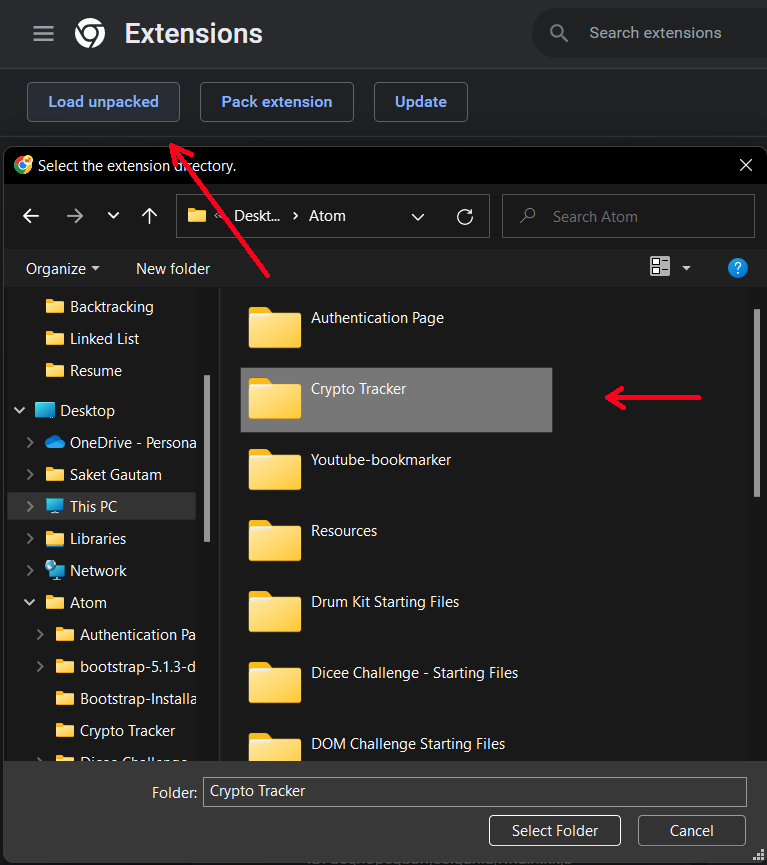 Extensions
Search extensions
Load unpacked
Pack extension
Update
Select the extension directory.
« Deskt... › Atom
Search Atom
Organize
New folder
Backtracking
Linked List
Resume
Desktop
OneDrive - Persona
Saket Gautam
This PC
Libraries
Network
Atom
Authentication Pa
bootstrap-5.1.3-d
Bootstrap-Installa
Crypto Tracker
Dicee Challenge
Authentication Page
Crypto Tracker
Youtube-bookmarker
Resources
Drum Kit Starting Files
Dicee Challenge - Starting Files
DOM Challenge Starting Files
Folder:
Crypto Tracker
Select Folder
Cancel